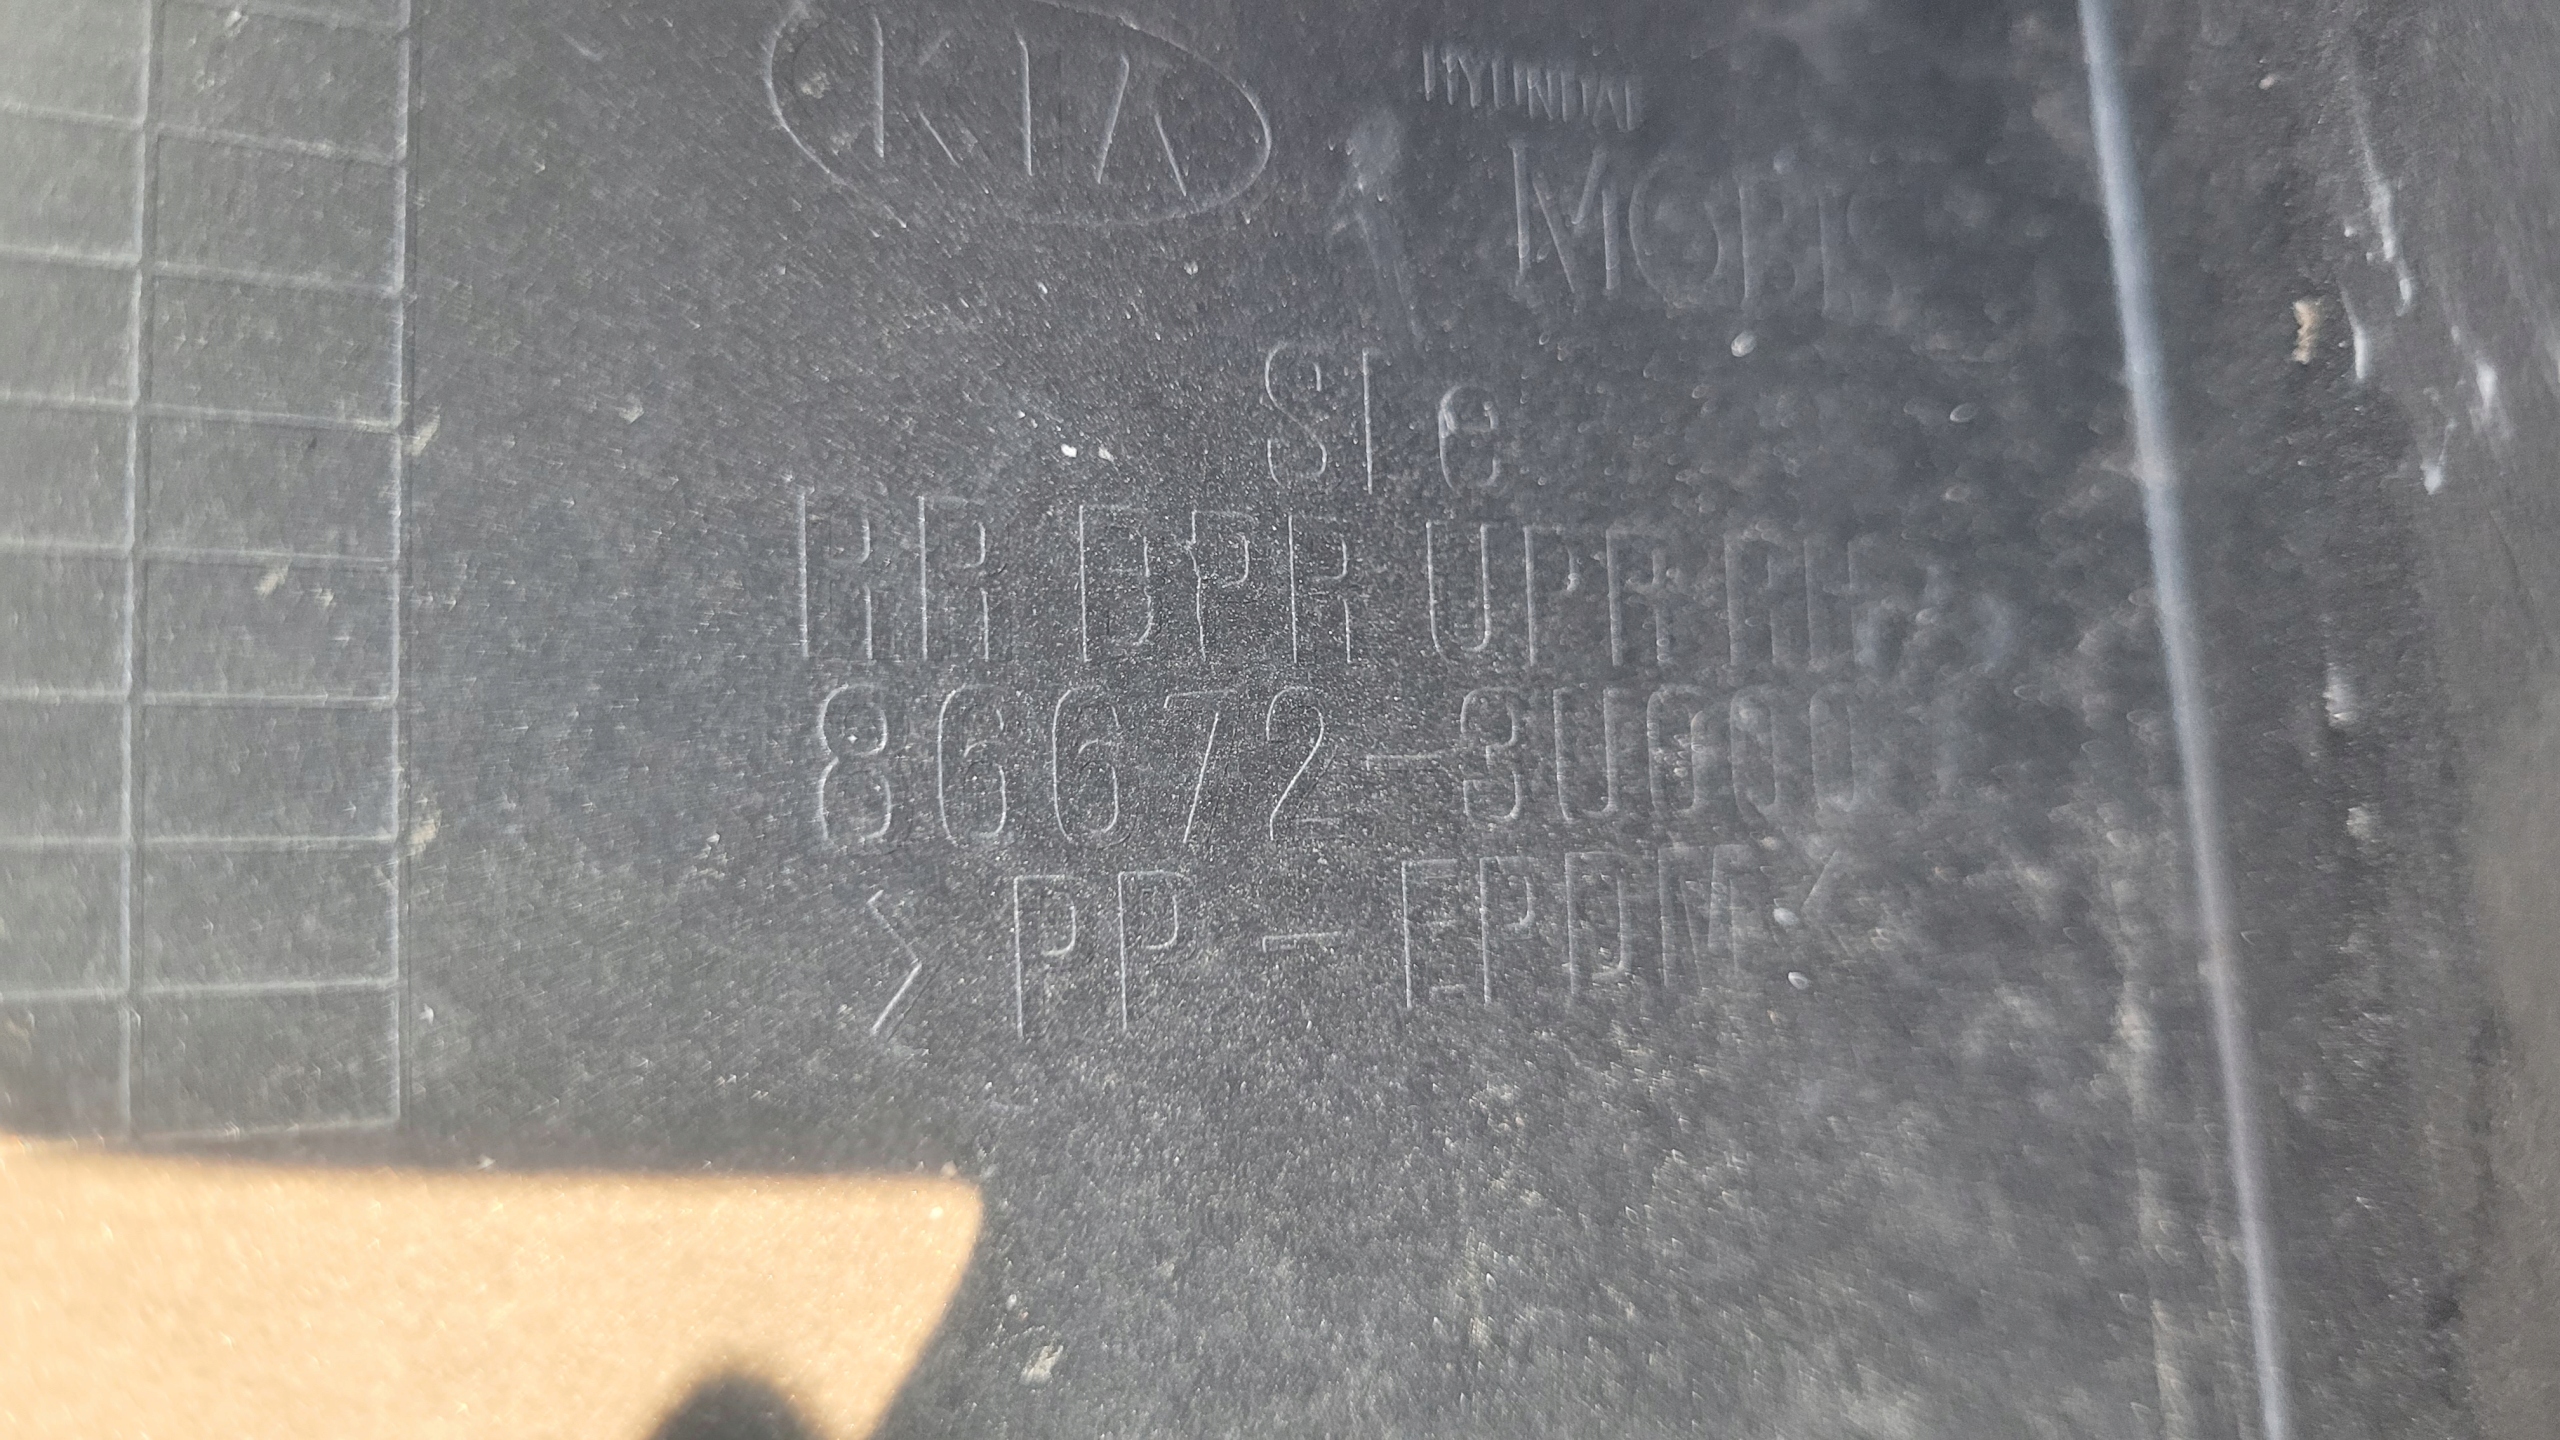 KIA
HYUNDAI
MOBIS
SLe
RR BPR UPR RH
86672-3U000
>PP-EPDM<